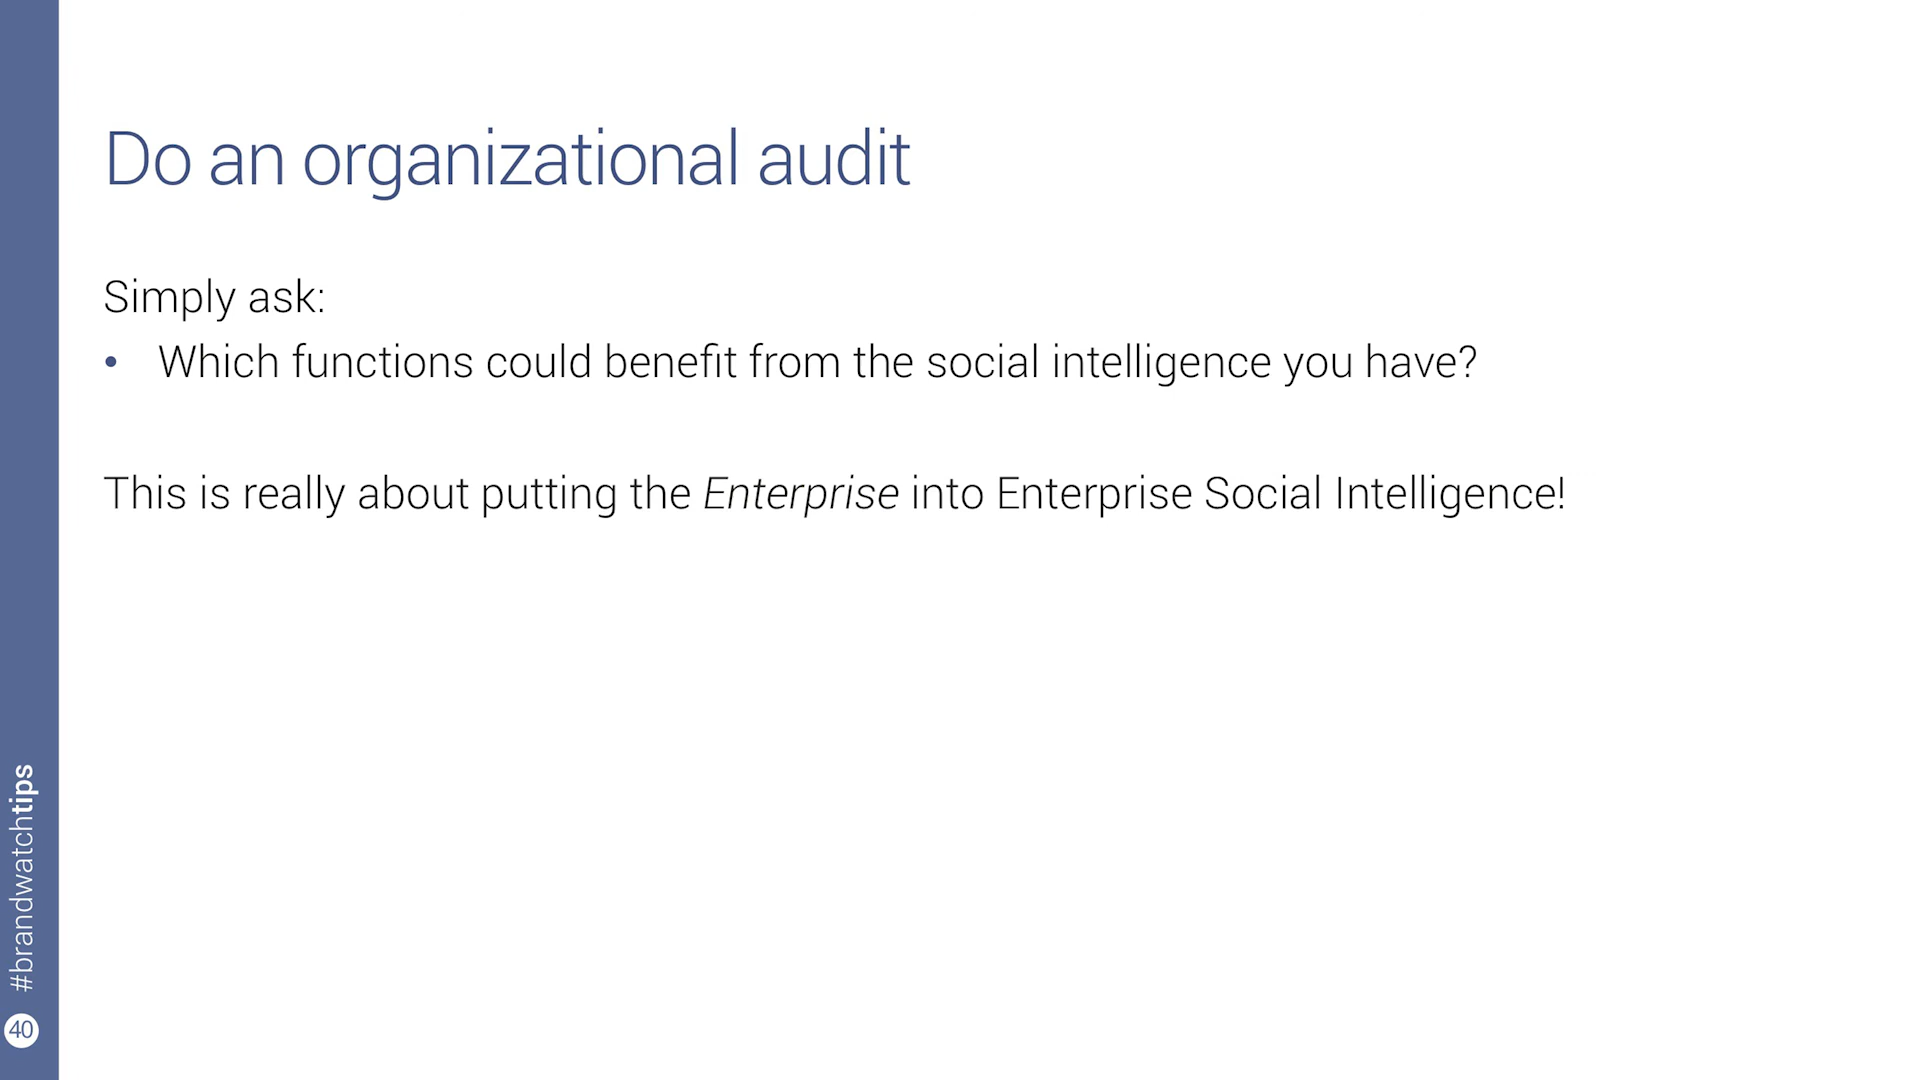 Do an organizational audit
Simply ask:
• Which functions could benefit from the social intelligence you have?
This is really about putting the Enterprise into Enterprise Social Intelligence!
#brandwatchtips
40